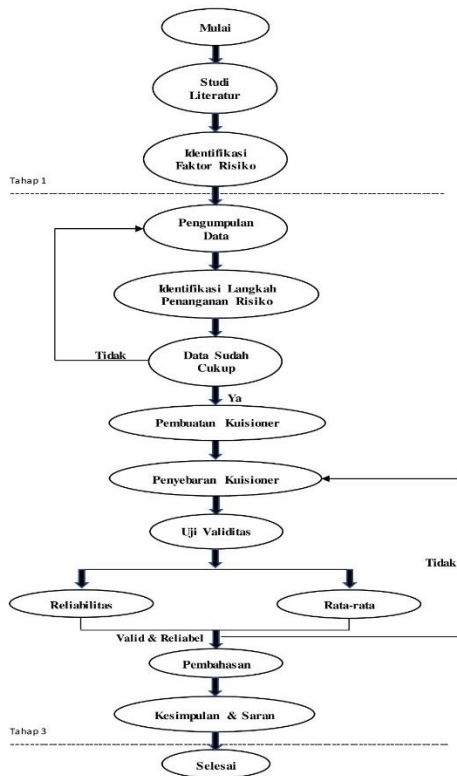 Mulai
Studi
Literatur
Identifikasi
Faktor Risiko
Tahap 1
Pengumpulan
Data
Identifikasi Langkah
Penanganan Risiko
Tidak
Data Sudah
Cukup
Ya
Pembuatan Kuisioner
Penyebaran Kuisioner
Uji Validitas
Tidak
Reliabilitas
Rata-rata
Valid & Reliabel
Pembahasan
Kesimpulan & Saran
Tahap 3
Selesai